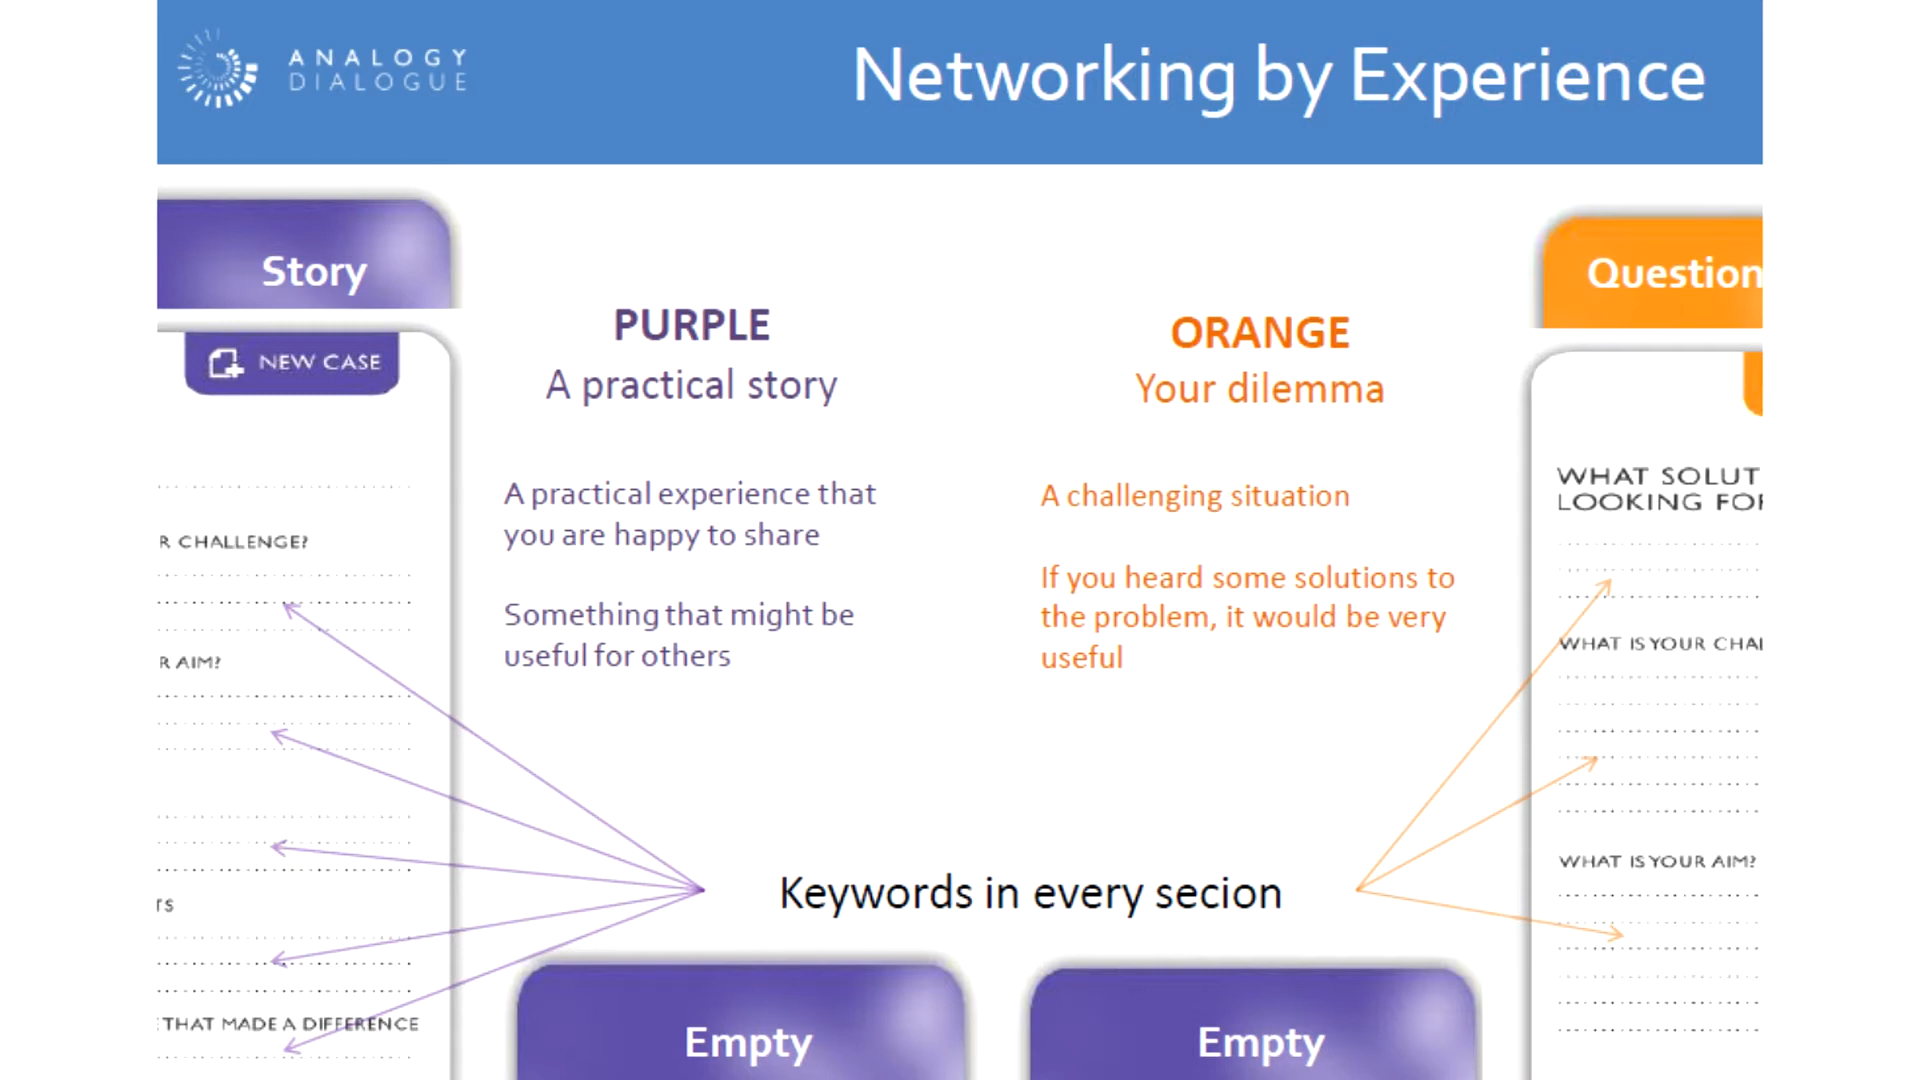 ANALOGY
DIALOGUE
Networking by Experience
Story
NEW CASE
R CHALLENGE?
R AIM?
TS
THAT MADE A DIFFERENCE
PURPLE
A practical story
A practical experience that
you are happy to share
Something that might be
useful for others
ORANGE
Your dilemma
A challenging situation
If you heard some solutions to
the problem, it would be very
useful
Question
WHAT SOLUT
LOOKING FOR
WHAT IS YOUR CHAL
WHAT IS YOUR AIM?
Keywords in every secion
Empty
Empty